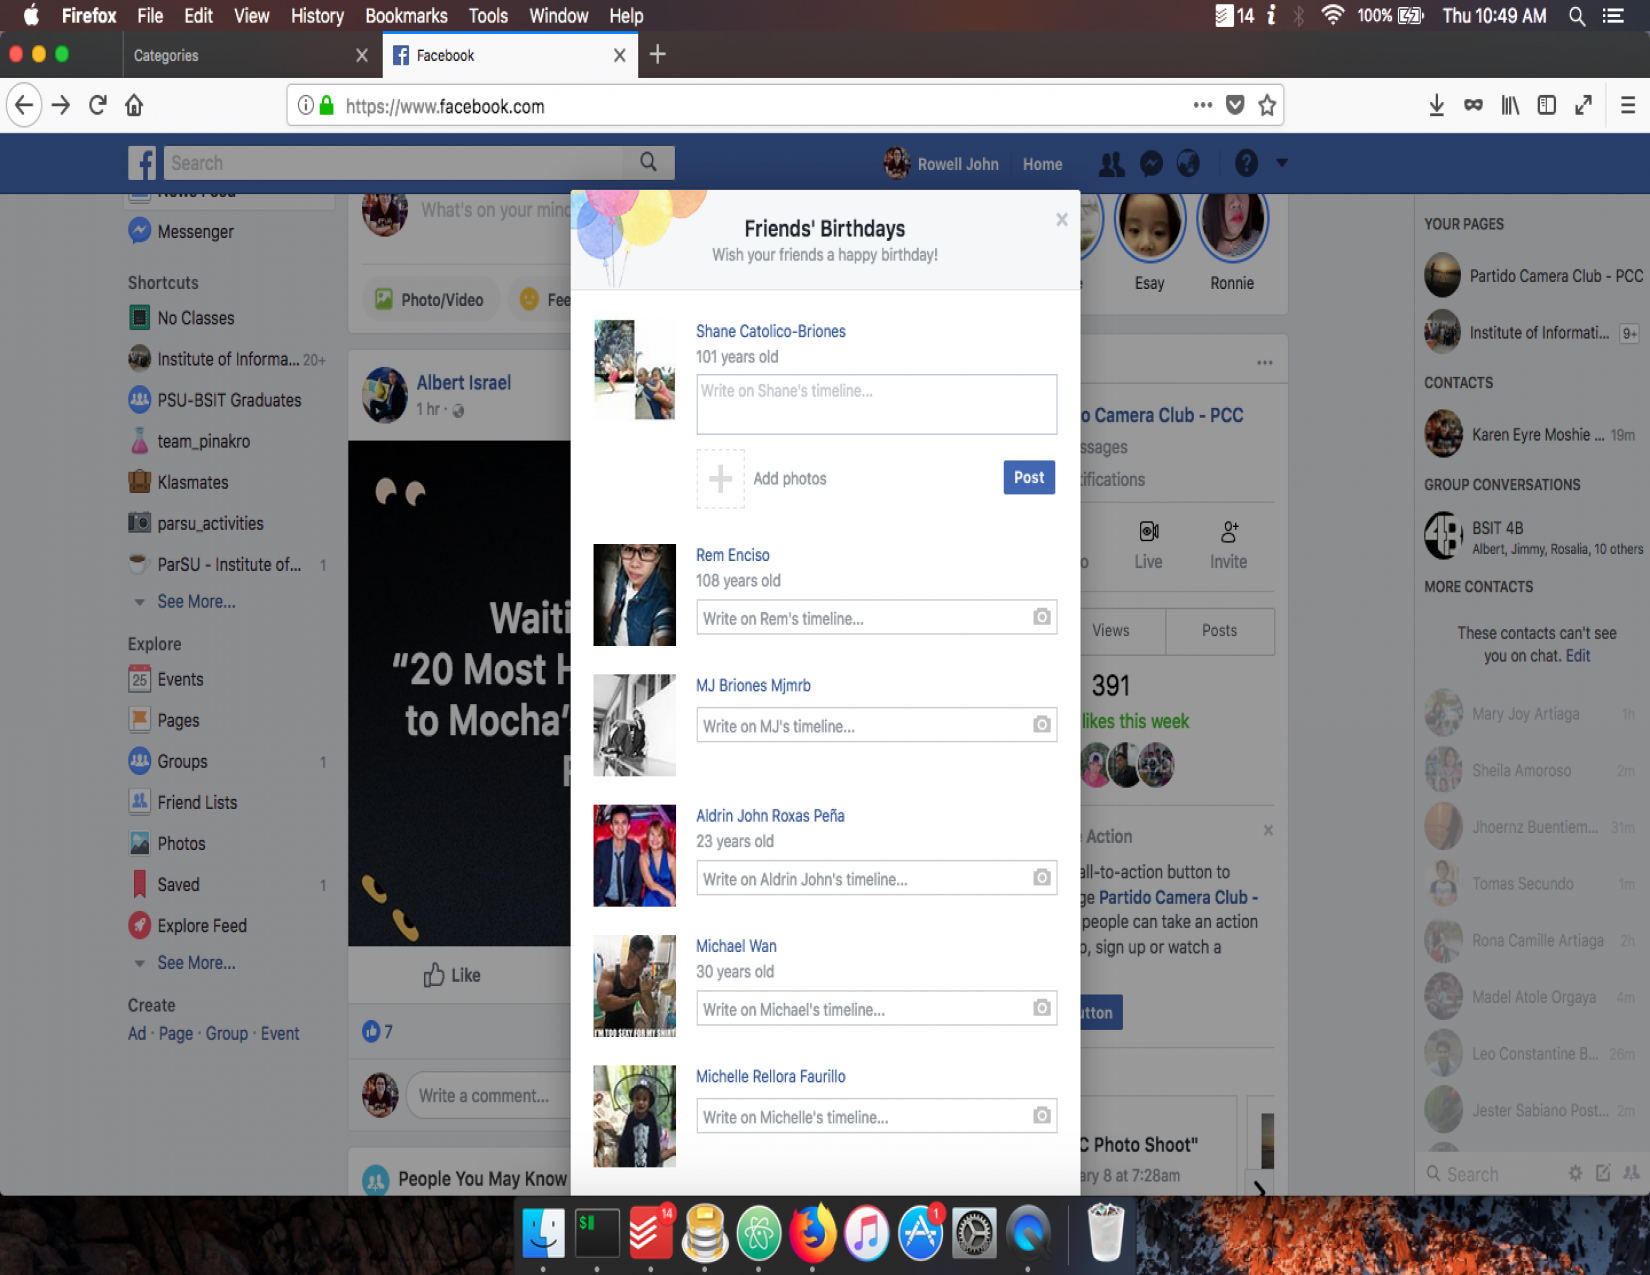 Firefox File Edit View History Bookmarks Tools Window Help
14 100% Thu 10:49 AM
Categories
Facebook
https://www.facebook.com
Search
Rowell John Home
Messenger
Shortcuts
No Classes
Institute of Informa... 20+
PSU-BSIT Graduates
team_pinakro
Klasmates
parsu_activities
ParSU - Institute of... 1
See More...
Explore
25 Events
Pages
Groups 1
Friend Lists
Photos
Saved 1
Explore Feed
See More...
Create
Ad · Page · Group · Event
What's on your mind
Photo/Video
Fee
Albert Israel
1 hr ·
Waiti
“20 Most H
to Mocha’
Like
7
Write a comment...
People You May Know
Friends' Birthdays
Wish your friends a happy birthday!
Shane Catolico-Briones
101 years old
Write on Shane's timeline...
Add photos
Post
Rem Enciso
108 years old
Write on Rem's timeline...
MJ Briones Mjmrb
Write on MJ's timeline...
Aldrin John Roxas Peña
23 years old
Write on Aldrin John's timeline...
Michael Wan
30 years old
Write on Michael's timeline...
I'M TOO SEXY FOR MY SHIRT
Michelle Rellora Faurillo
Write on Michelle's timeline...
Esay
Ronnie
o Camera Club - PCC
ssages
tifications
Live
Invite
Views
Posts
391
likes this week
Action
all-to-action button to
ge Partido Camera Club -
people can take an action
o, sign up or watch a
utton
C Photo Shoot"
ary 8 at 7:28am
YOUR PAGES
Partido Camera Club - PCC
Institute of Informati... 9+
CONTACTS
Karen Eyre Moshie ... 19m
GROUP CONVERSATIONS
4B
BSIT 4B
Albert, Jimmy, Rosalia, 10 others
MORE CONTACTS
These contacts can't see
you on chat. Edit
Mary Joy Artiaga 1h
Sheila Amoroso 2m
Jhoernz Buentiem... 31m
Tomas Secundo 1m
Rona Camille Artiaga 2h
Madel Atole Orgaya 4m
Leo Constantine B... 26m
Jester Sabiano Post... 2m
Search
14
1